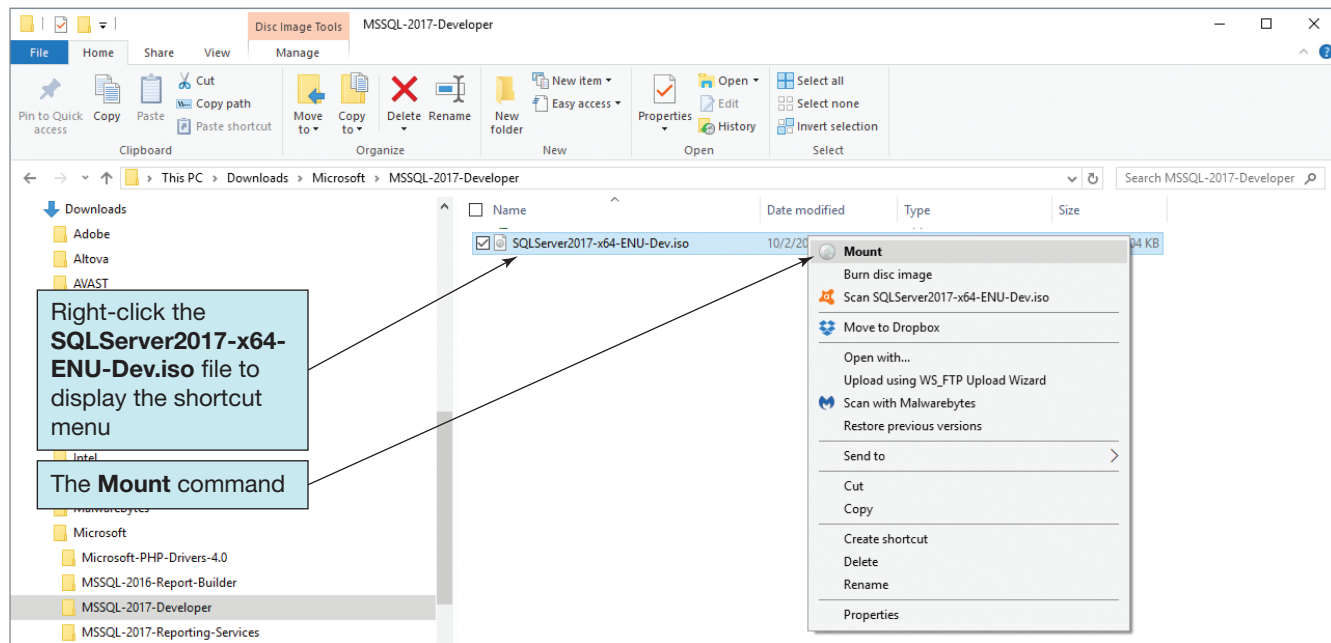 Disc Image Tools
MSSQL-2017-Developer
File
Home
Share
View
Manage
Pin to Quick access
Copy
Paste
Cut
Copy path
Paste shortcut
Clipboard
Move to
Copy to
Delete
Rename
Organize
New folder
New item
Easy access
New
Properties
Open
Edit
History
Open
Select all
Select none
Invert selection
Select
This PC > Downloads > Microsoft > MSSQL-2017-Developer
Search MSSQL-2017-Developer
Downloads
Adobe
Altova
AVAST
Intel
Malwarebytes
Microsoft
Microsoft-PHP-Drivers-4.0
MSSQL-2016-Report-Builder
MSSQL-2017-Developer
MSSQL-2017-Reporting-Services
Right-click the
SQLServer2017-x64-
ENU-Dev.iso file to
display the shortcut
menu
The Mount command
Name
Date modified
Type
Size
SQLServer2017-x64-ENU-Dev.iso
10/2/20
04 KB
Mount
Burn disc image
Scan SQLServer2017-x64-ENU-Dev.iso
Move to Dropbox
Open with...
Upload using WS_FTP Upload Wizard
Scan with Malwarebytes
Restore previous versions
Send to
Cut
Copy
Create shortcut
Delete
Rename
Properties